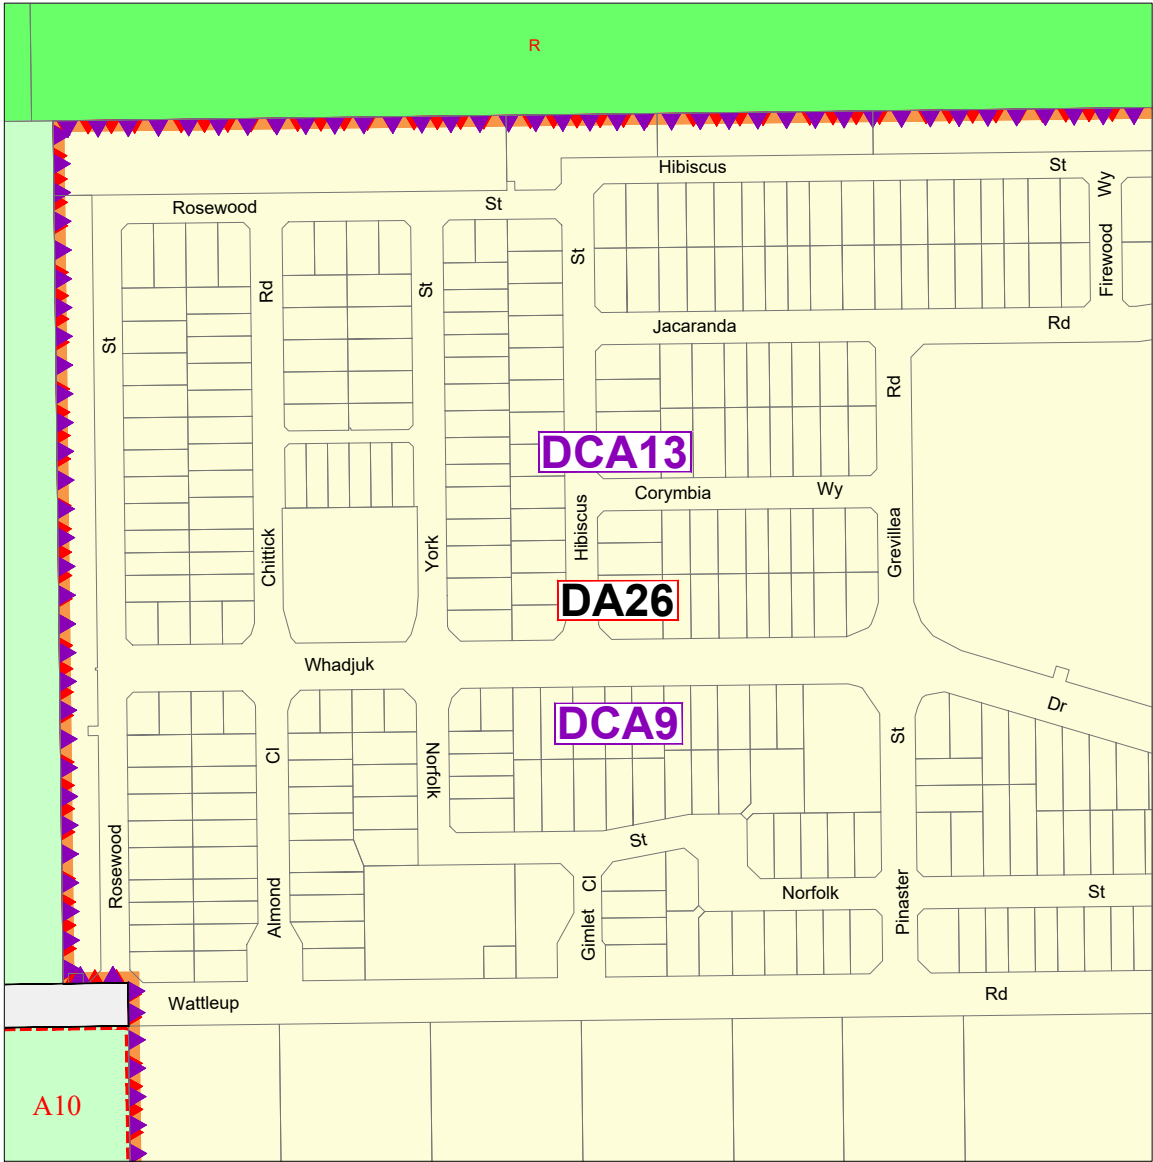 R
Hibiscus St
Wy
Rosewood St
St
Firewood
Rd
St
Jacaranda Rd
St
Rd
DCA13
Corymbia Wy
Hibiscus
Grevillea
Chittick
York
DA26
Whadjuk Dr
DCA9
St
Cl
Norfolk
St
Rosewood
Cl
Norfolk St
Almond
Gimlet
Pinaster
Wattleup Rd
A10